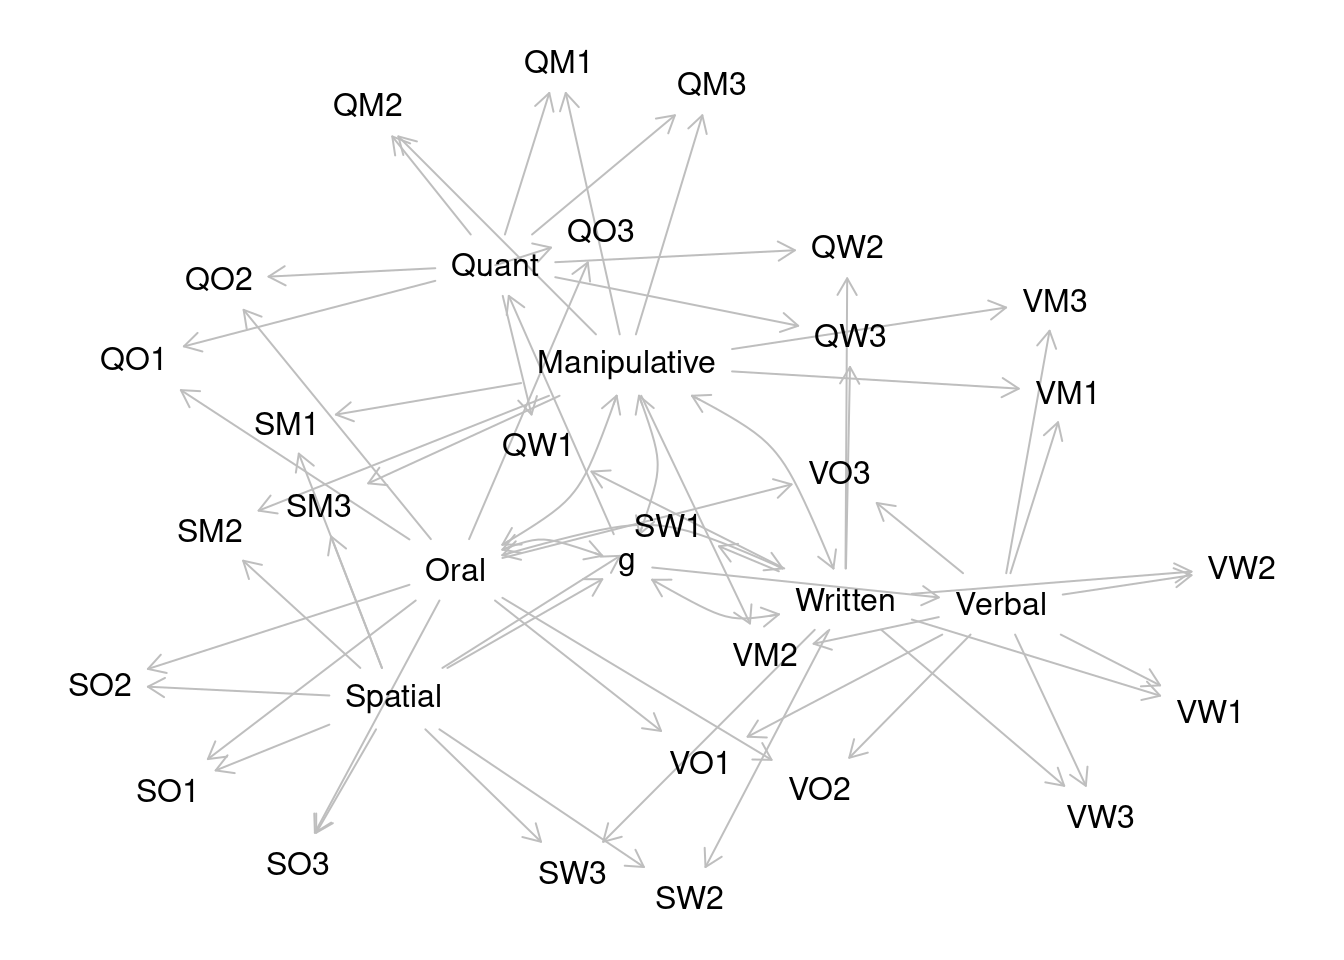 QM1
QM3
QM2
QO3
QW2
Quant
QO2
VM3
QW3
QO1
Manipulative
VM1
SM1
QW1
VO3
SM3
SW1
SM2
g
VW2
Oral
Written
Verbal
VM2
SO2
Spatial
VW1
VO1
SO1
VO2
VW3
SO3
SW3
SW2